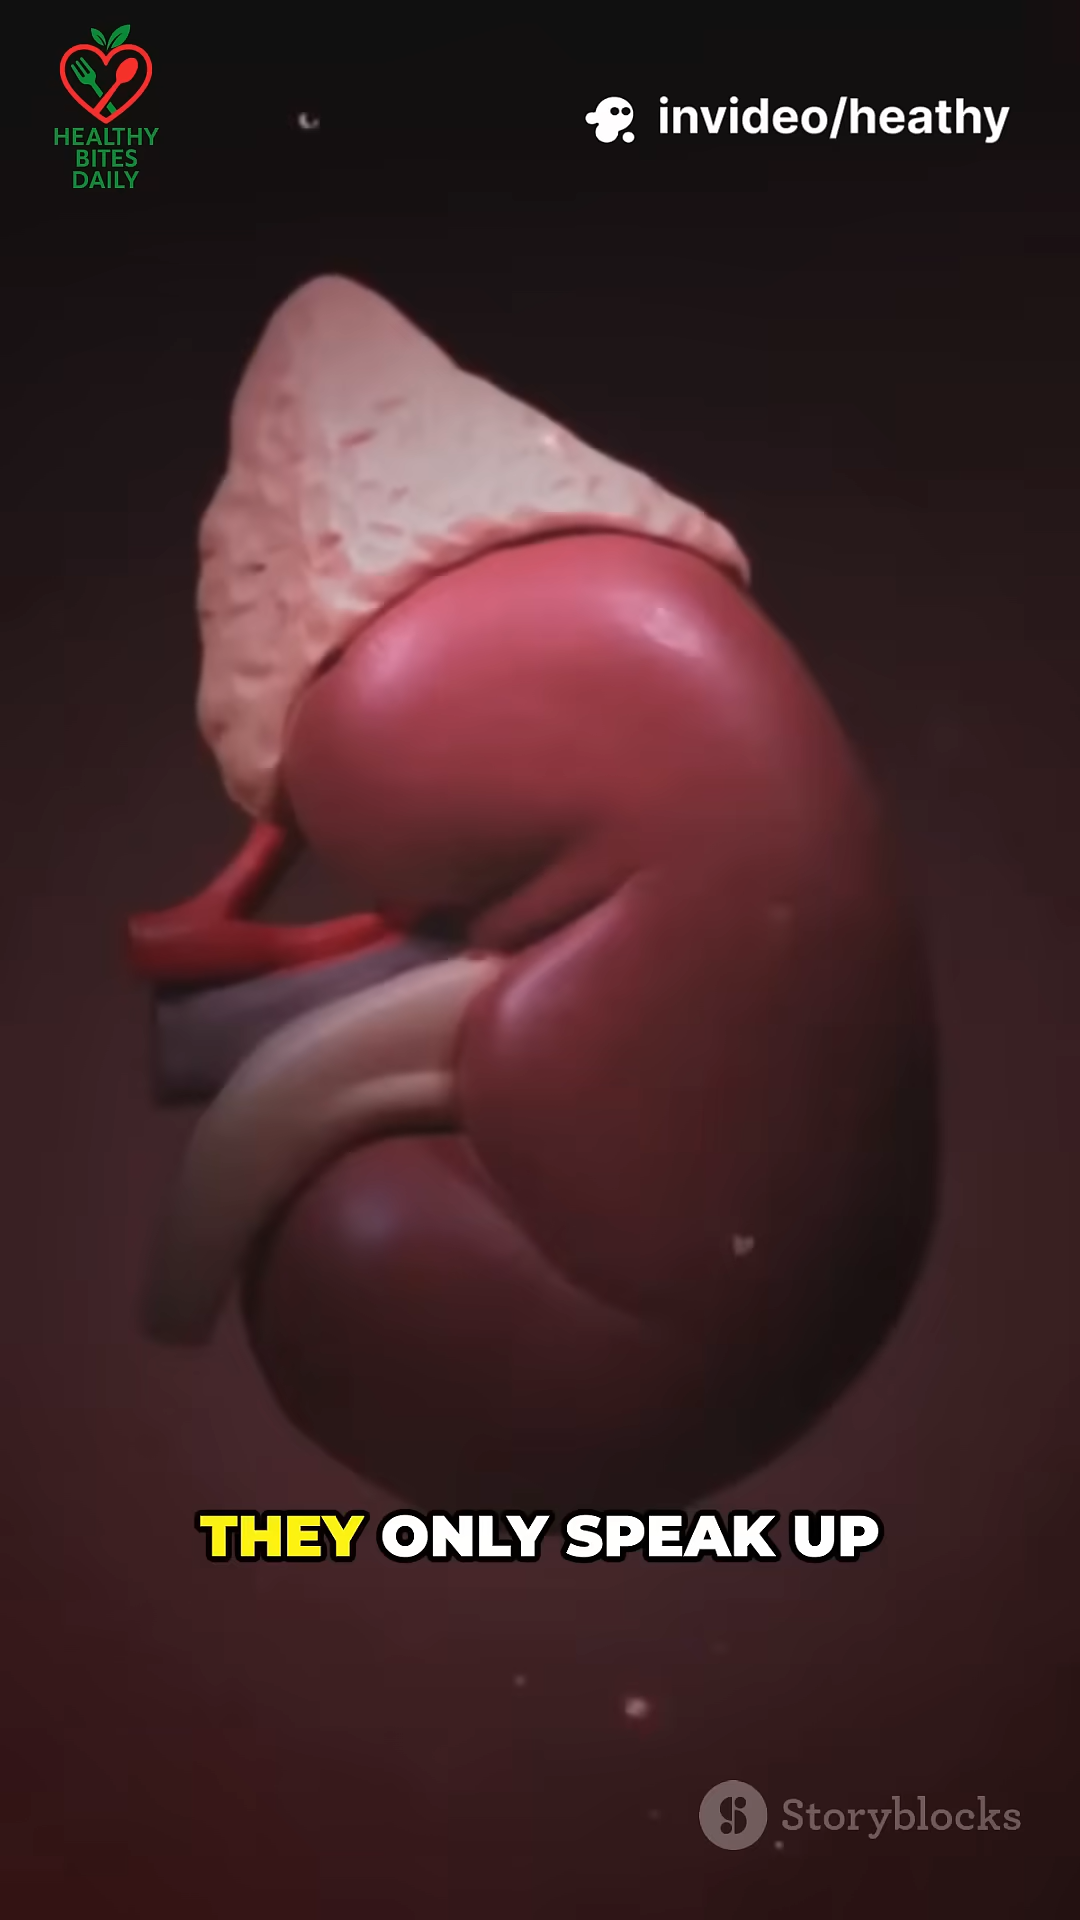 HEALTHY
BITES
DAILY
invideo/heathy
THEY ONLY SPEAK UP
Storyblocks